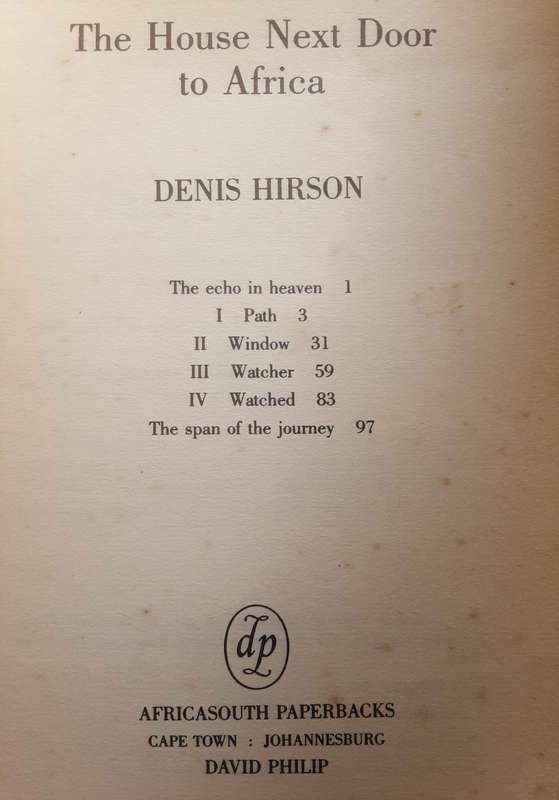 The House Next Door
to Africa
DENIS HIRSON
The echo in heaven 1
I Path 3
II Window 31
III Watcher 59
IV Watched 83
The span of the journey 97
dp
AFRICASOUTH PAPERBACKS
CAPE TOWN : JOHANNESBURG
DAVID PHILIP